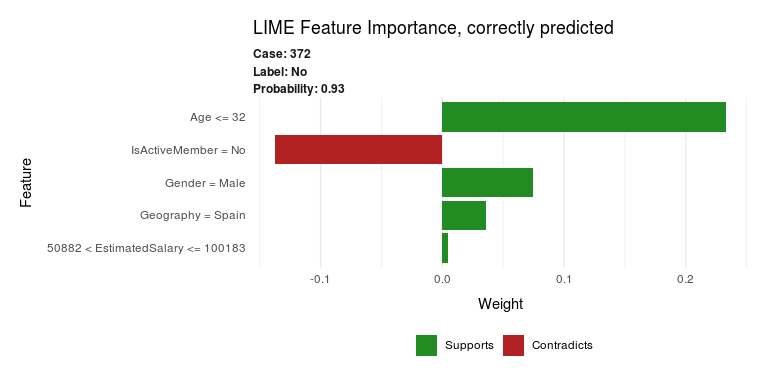 LIME Feature Importance, correctly predicted
Case: 372
Label: No
Probability: 0.93
Feature
Age <= 32
IsActiveMember = No
Gender = Male
Geography = Spain
50882 < EstimatedSalary <= 100183
-0.1 0.0 0.1 0.2
Weight
Supports Contradicts